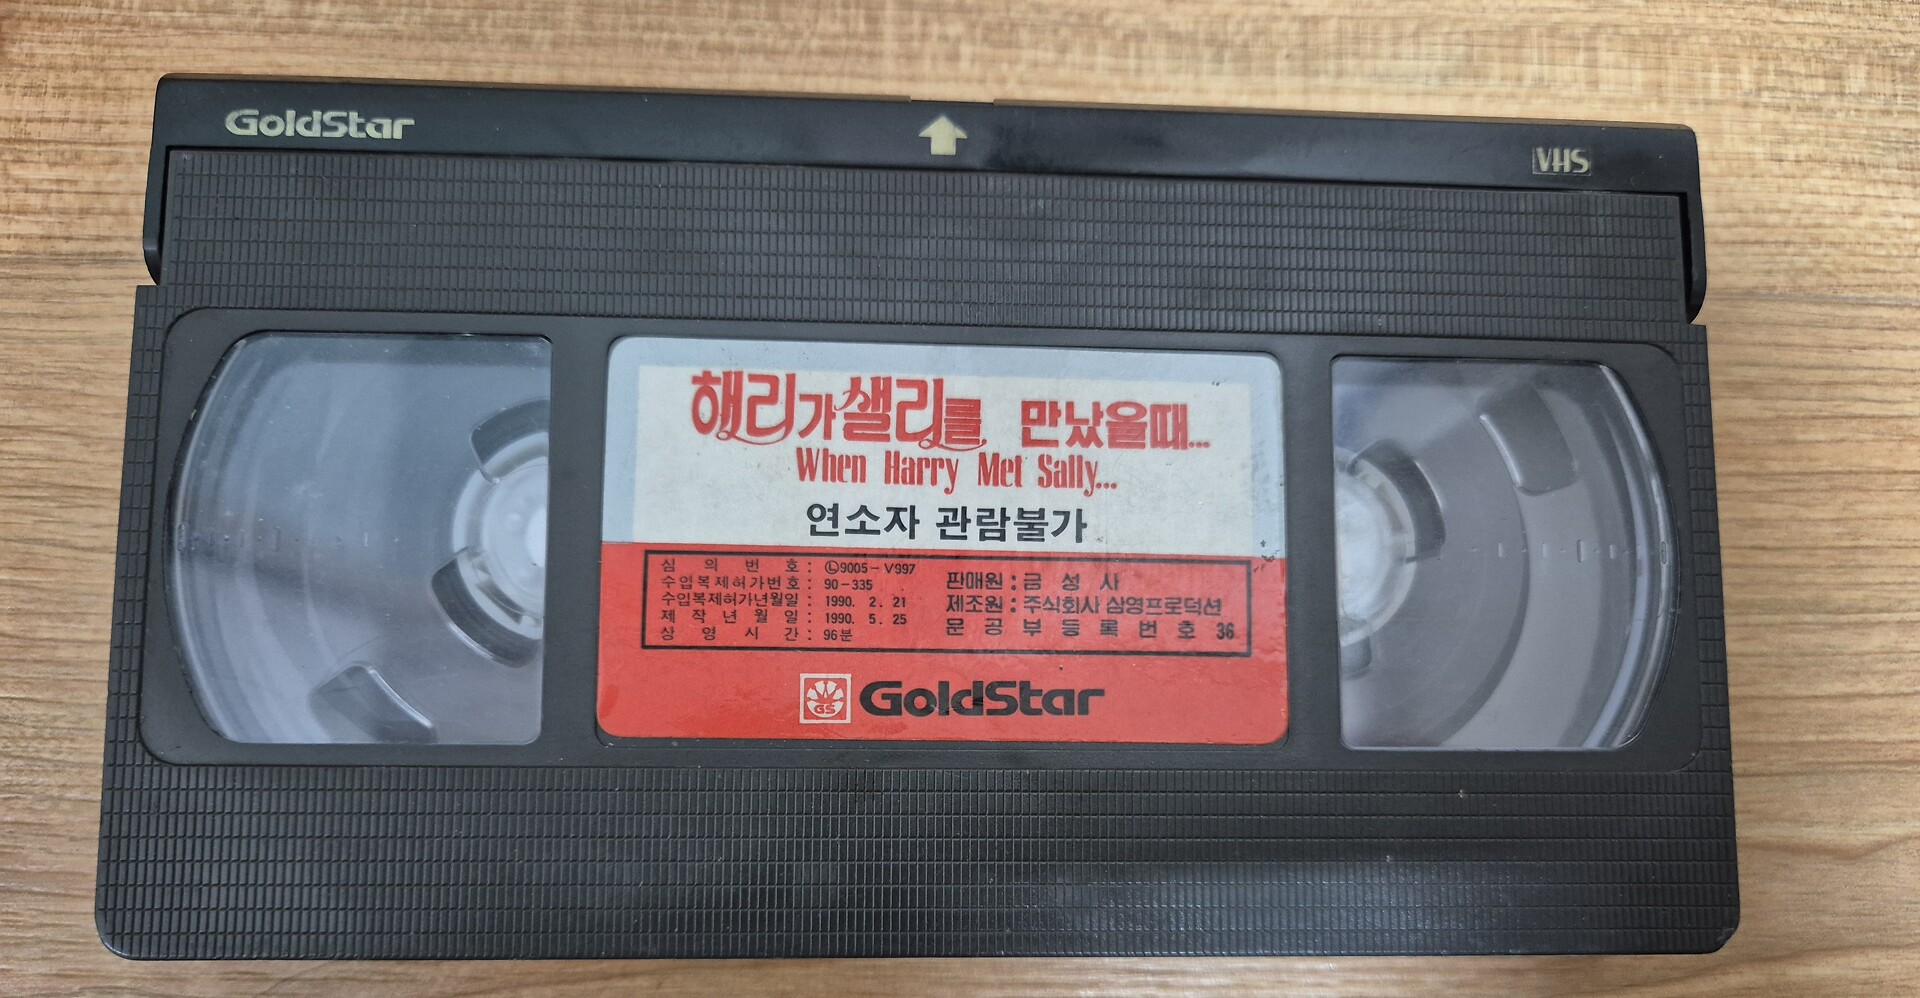 GoldStar
VHS
해리가 샐리를 만났을때...
When Harry Met Sally...
연소자 관람불가
심의번호: Ⓛ9005-V997
수입복제허가번호: 90-335
수입복제허가년월일: 1990. 2. 21
제작년월일: 1990. 5. 25
상영시간: 96분
판매원: 금성사
제조원: 주식회사 삼영프로덕션
문공부등록번호 36
GS GoldStar